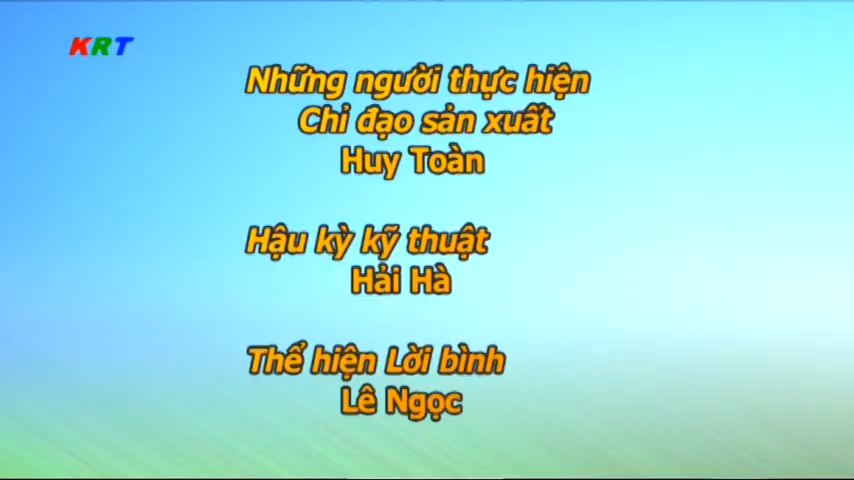 KRT
Những người thực hiện
Chỉ đạo sản xuất
Huy Toàn
Hậu kỳ kỹ thuật
Hải Hà
Thể hiện Lời bình
Lê Ngọc